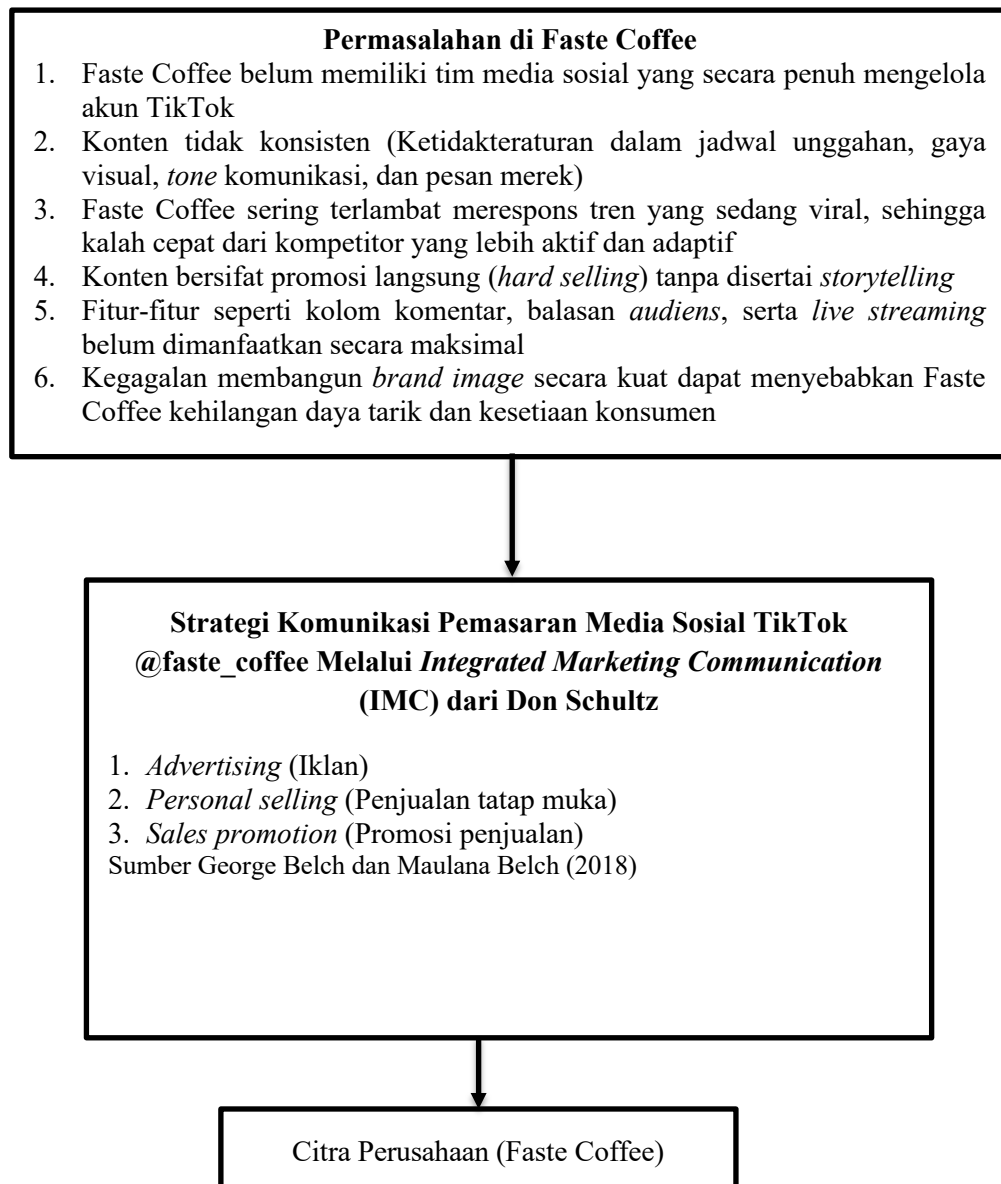 Permasalahan di Faste Coffee
1. Faste Coffee belum memiliki tim media sosial yang secara penuh mengelola
akun TikTok
2. Konten tidak konsisten (Ketidakteraturan dalam jadwal unggahan, gaya
visual, tone komunikasi, dan pesan merek)
3. Faste Coffee sering terlambat merespons tren yang sedang viral, sehingga
kalah cepat dari kompetitor yang lebih aktif dan adaptif
4. Konten bersifat promosi langsung (hard selling) tanpa disertai storytelling
5. Fitur-fitur seperti kolom komentar, balasan audiens, serta live streaming
belum dimanfaatkan secara maksimal
6. Kegagalan membangun brand image secara kuat dapat menyebabkan Faste
Coffee kehilangan daya tarik dan kesetiaan konsumen
Strategi Komunikasi Pemasaran Media Sosial TikTok
@faste_coffee Melalui Integrated Marketing Communication
(IMC) dari Don Schultz
1. Advertising (Iklan)
2. Personal selling (Penjualan tatap muka)
3. Sales promotion (Promosi penjualan)
Sumber George Belch dan Maulana Belch (2018)
Citra Perusahaan (Faste Coffee)